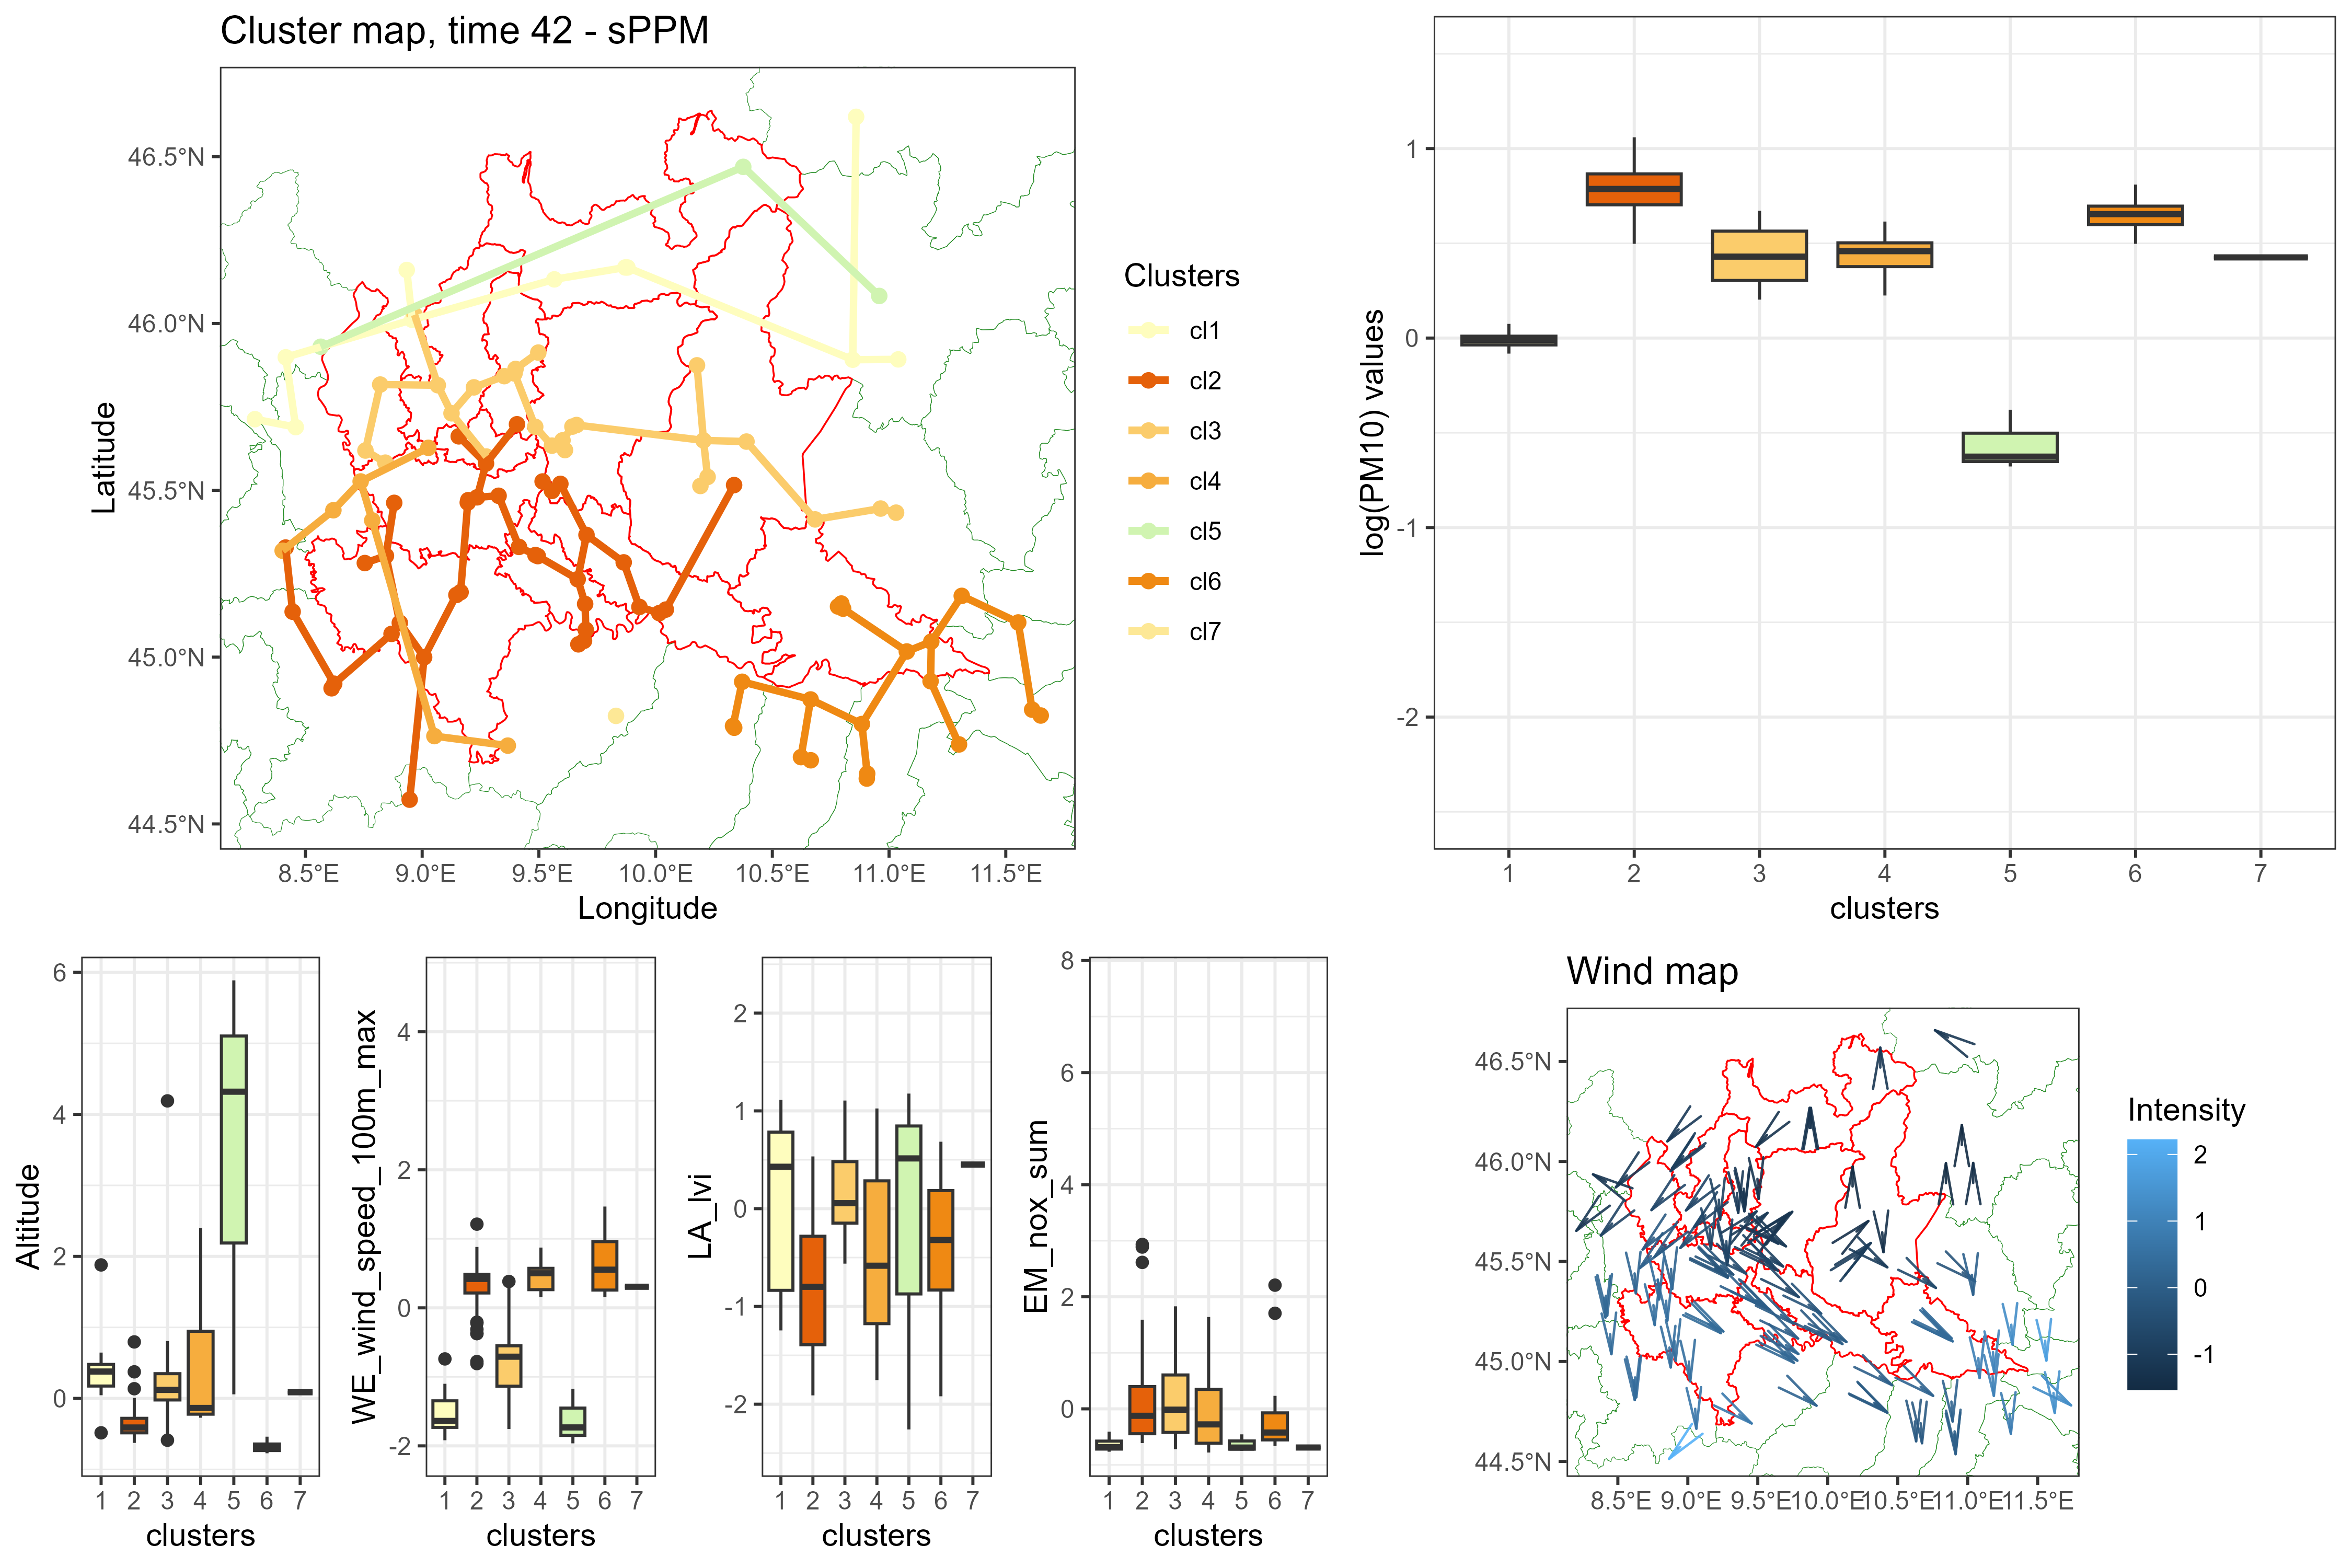 Cluster map, time 42 - sPPM
46.5°N
46.0°N
45.5°N
45.0°N
44.5°N
Latitude
8.5°E 9.0°E 9.5°E 10.0°E 10.5°E 11.0°E 11.5°E
Longitude
Clusters
cl1
cl2
cl3
cl4
cl5
cl6
cl7
log(PM10) values
1
0
-1
-2
1 2 3 4 5 6 7
clusters
Altitude
6
4
2
0
1 2 3 4 5 6 7
clusters
WE_wind_speed_100m_max
4
2
0
-2
1 2 3 4 5 6 7
clusters
LA_lvi
2
1
0
-1
-2
1 2 3 4 5 6 7
clusters
EM_nox_sum
8
6
4
2
0
1 2 3 4 5 6 7
clusters
Wind map
46.5°N
46.0°N
45.5°N
45.0°N
44.5°N
8.5°E 9.0°E 9.5°E 10.0°E 10.5°E 11.0°E 11.5°E
Intensity
2
1
0
-1